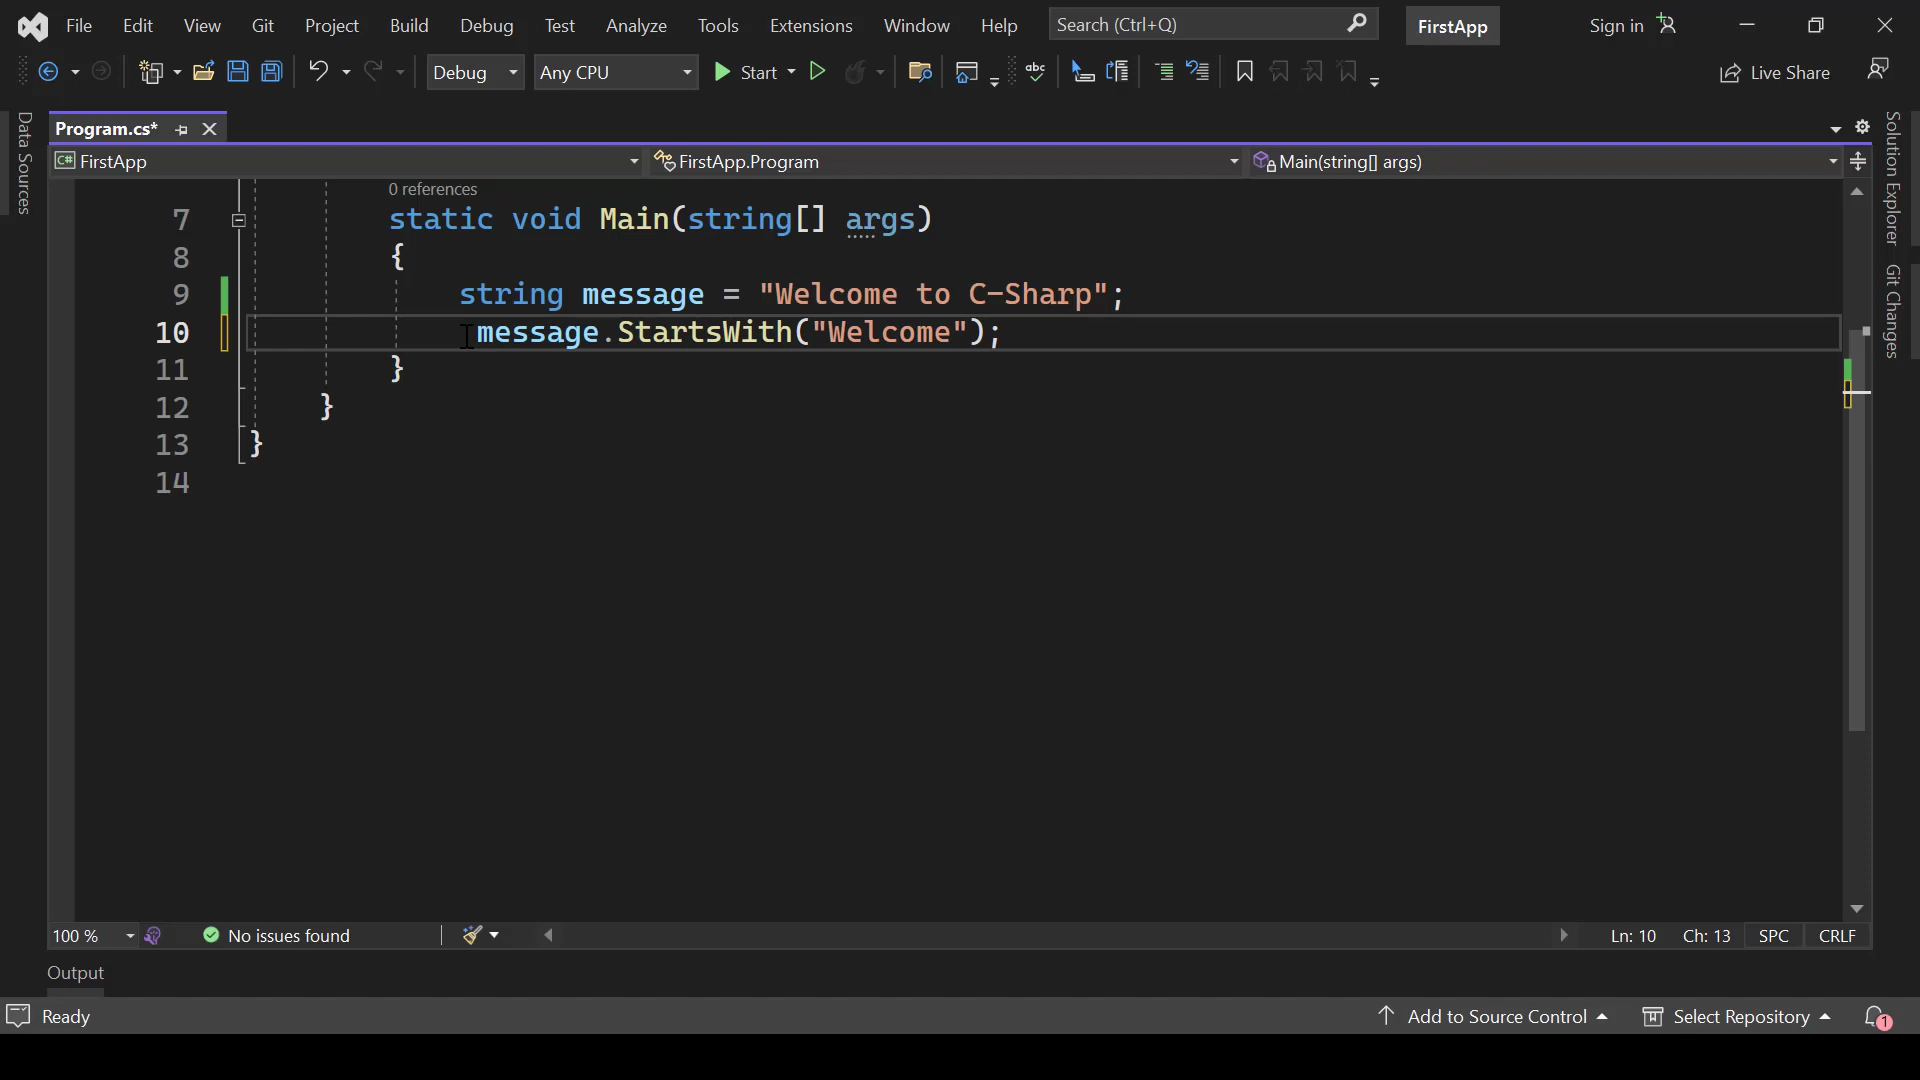 File Edit View Git Project Build Debug Test Analyze Tools Extensions Window Help Search (Ctrl+Q) FirstApp Sign in
Debug Any CPU Start Live Share
Program.cs*
FirstApp FirstApp.Program Main(string[] args)
Data Sources
Solution Explorer
Git Changes
0 references
7 static void Main(string[] args)
8 {
9 string message = "Welcome to C-Sharp";
10 message.StartsWith("Welcome");
11 }
12 }
13 }
14
100 % No issues found Ln: 10 Ch: 13 SPC CRLF
Output
Ready Add to Source Control Select Repository 1